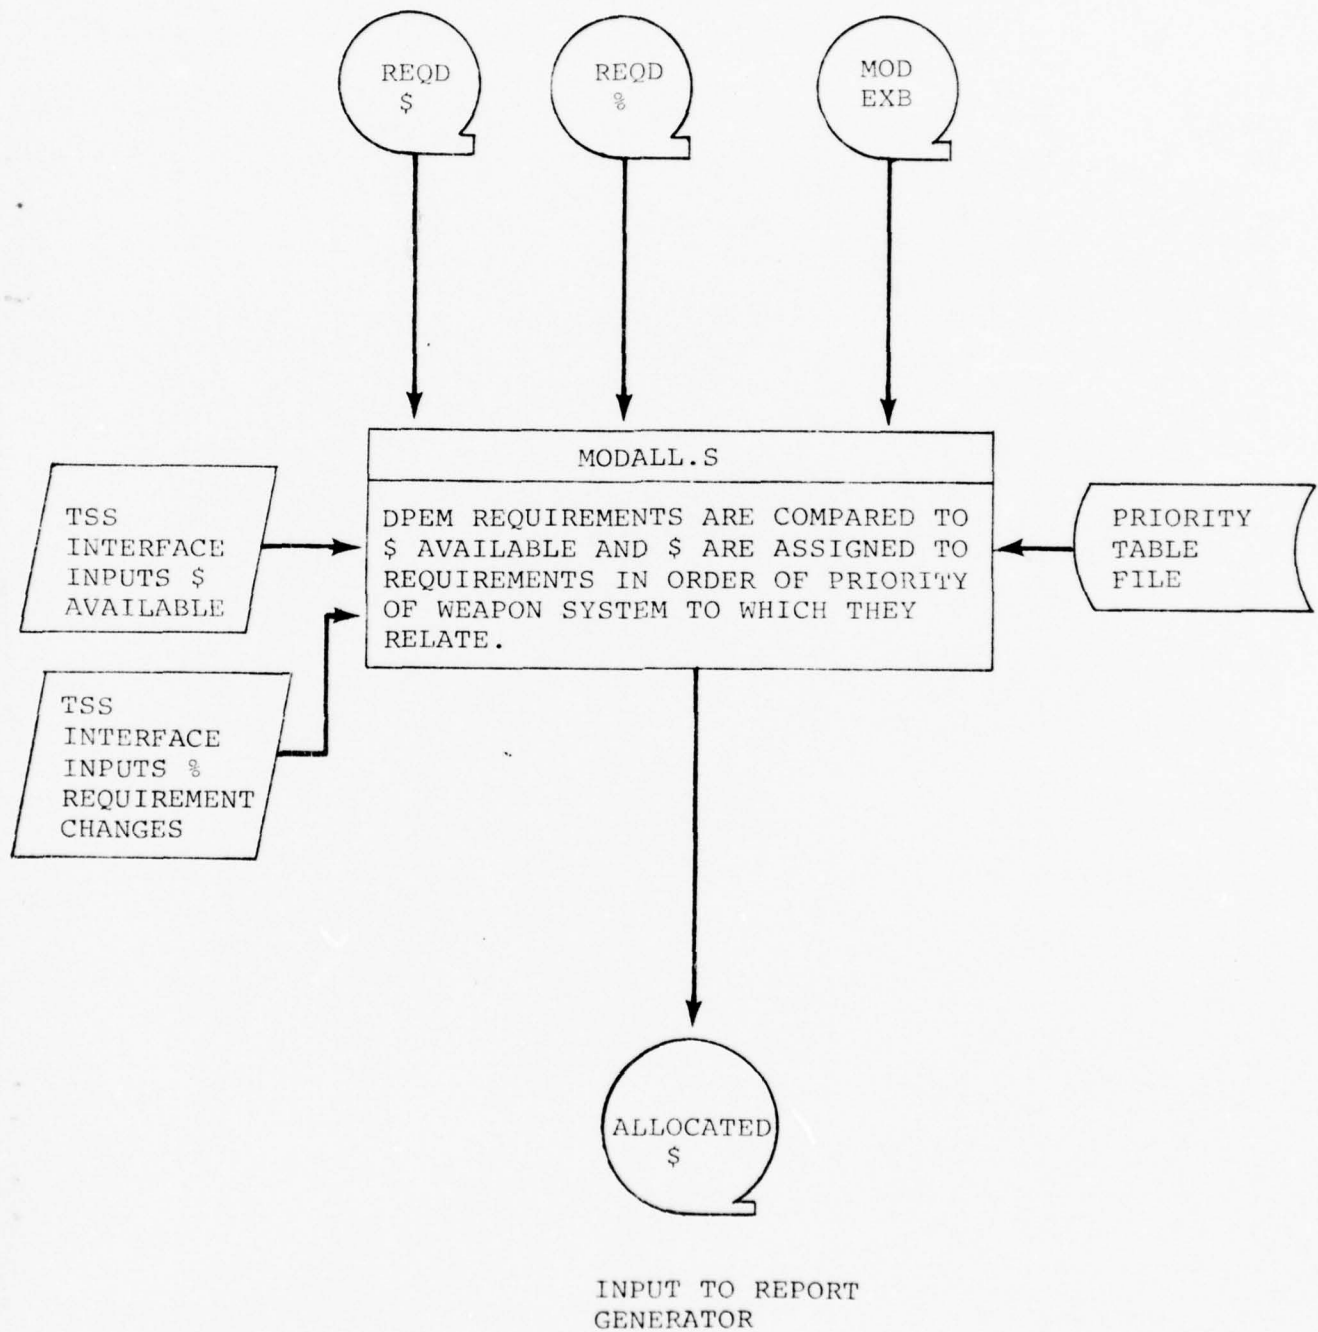 REQD
$
REQD
%
MOD
EXB
MODALL.S
DPEM REQUIREMENTS ARE COMPARED TO
$ AVAILABLE AND $ ARE ASSIGNED TO
REQUIREMENTS IN ORDER OF PRIORITY
OF WEAPON SYSTEM TO WHICH THEY
RELATE.
TSS
INTERFACE
INPUTS $
AVAILABLE
PRIORITY
TABLE
FILE
TSS
INTERFACE
INPUTS %
REQUIREMENT
CHANGES
ALLOCATED
$
INPUT TO REPORT
GENERATOR